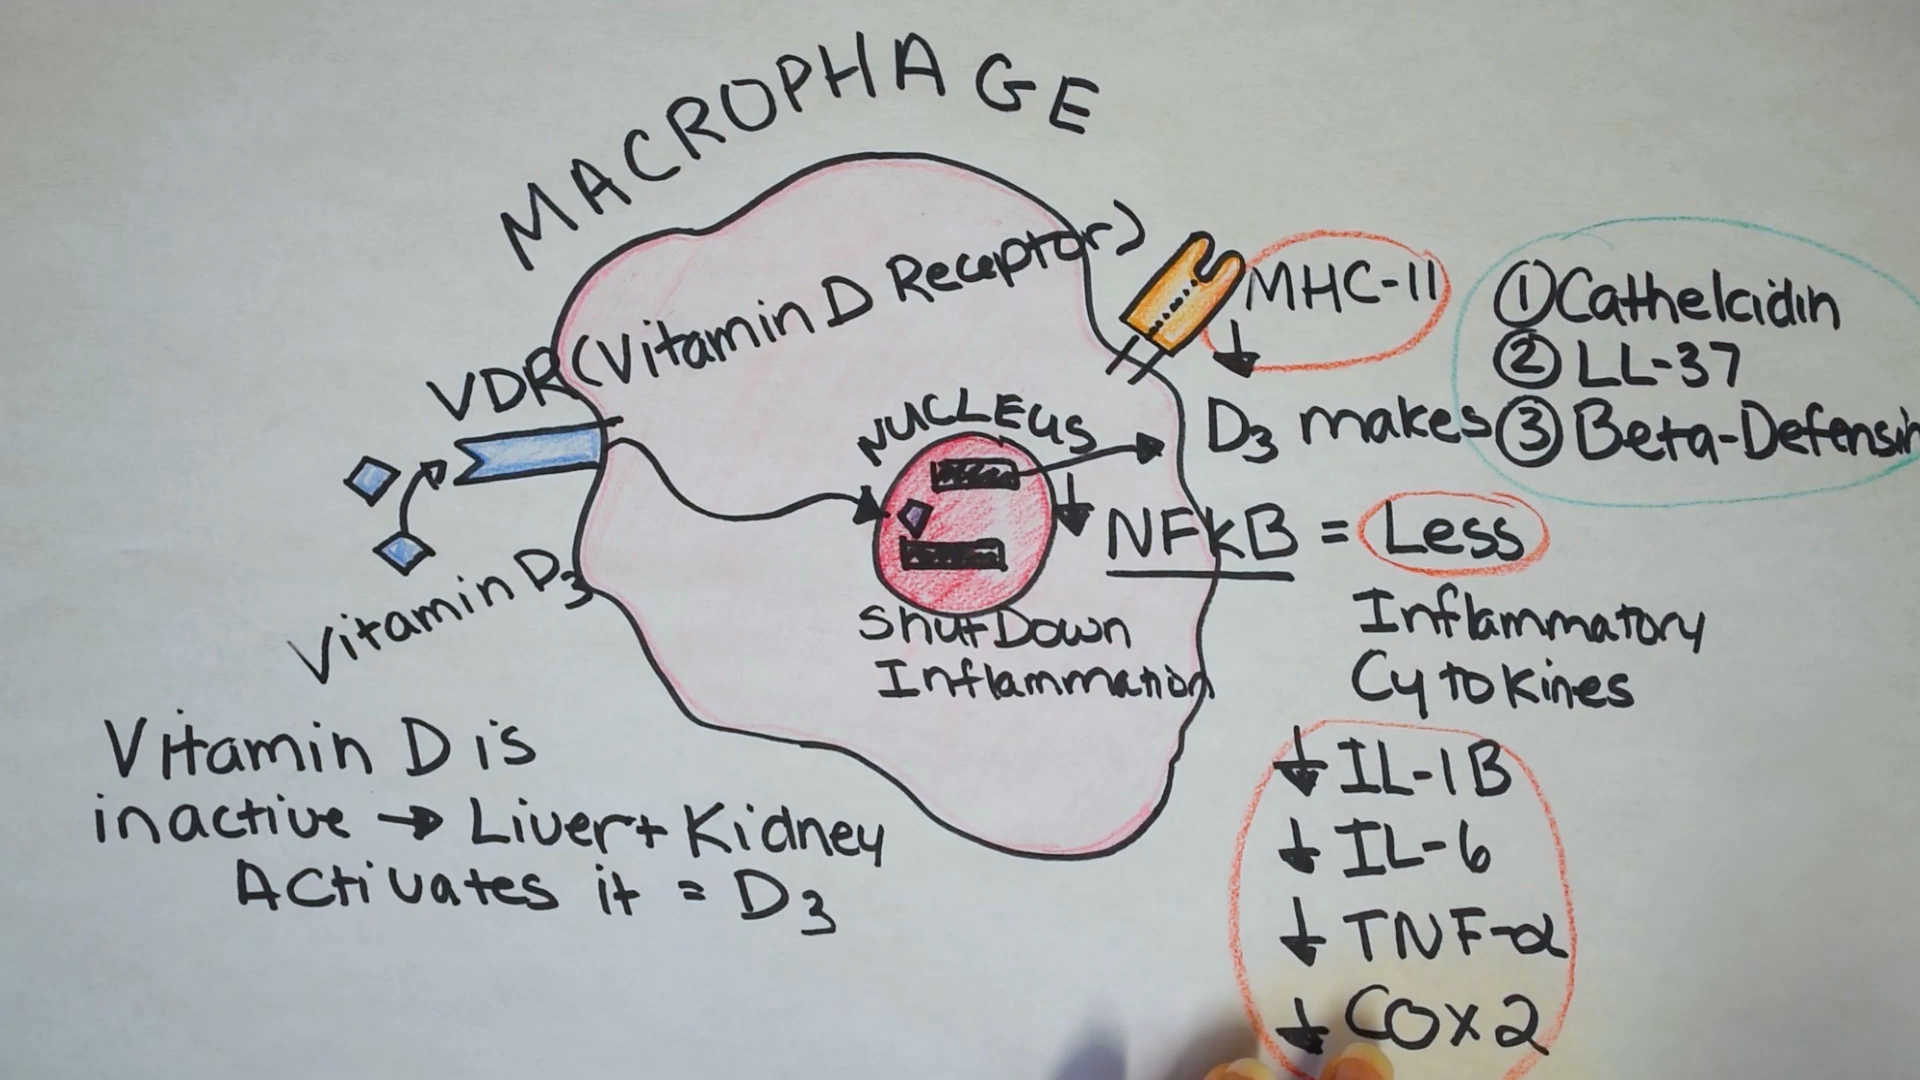 MACROPHAGE
VDR (Vitamin D Receptor)
MHC-II
↓
① Cathelcidin
② LL-37
③ Beta-Defensin
D3 makes
NUCLEUS
↓ NFkB = Less
Inflammatory
Cytokines
Vitamin D3
Shut Down
Inflammation
Vitamin D is
inactive → Liver + Kidney
Activates it = D3
↓ IL-1B
↓ IL-6
↓ TNF-α
↓ COX2